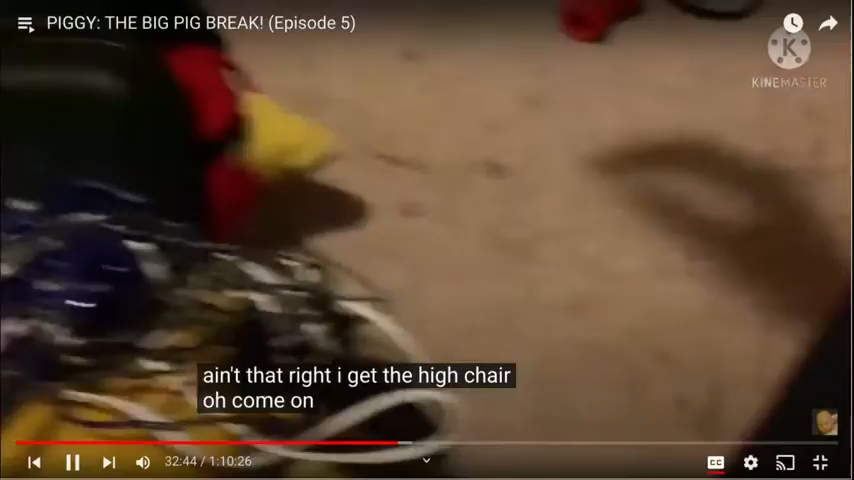 PIGGY: THE BIG PIG BREAK! (Episode 5)
K
KINEMASTER
ain't that right i get the high chair
oh come on
32:44 / 1:10:26
CC